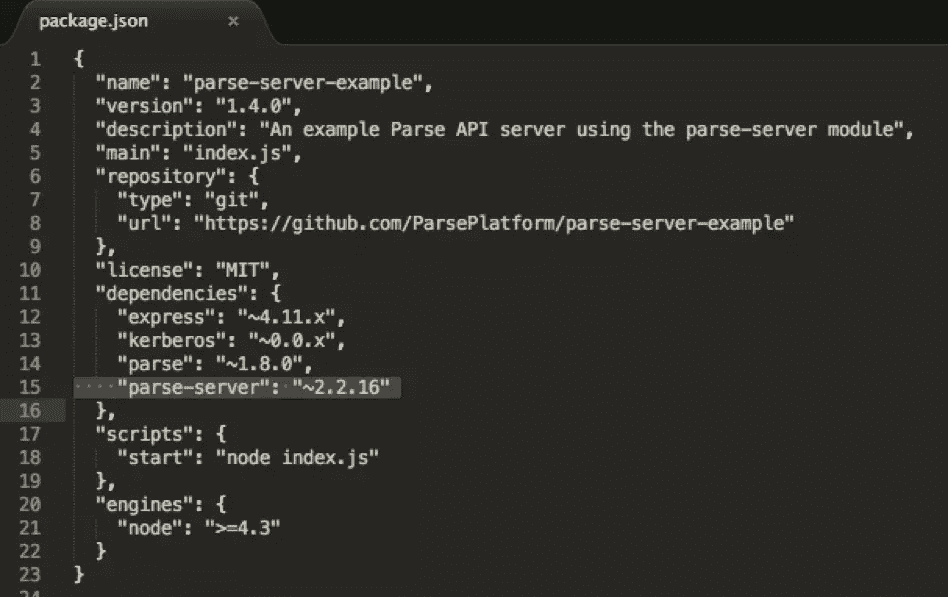 package.json ×
1 {
2 "name": "parse-server-example",
3 "version": "1.4.0",
4 "description": "An example Parse API server using the parse-server module",
5 "main": "index.js",
6 "repository": {
7 "type": "git",
8 "url": "https://github.com/ParsePlatform/parse-server-example"
9 },
10 "license": "MIT",
11 "dependencies": {
12 "express": "~4.11.x",
13 "kerberos": "~0.0.x",
14 "parse": "~1.8.0",
15 "parse-server": "~2.2.16"
16 },
17 "scripts": {
18 "start": "node index.js"
19 },
20 "engines": {
21 "node": ">=4.3"
22 }
23 }
24